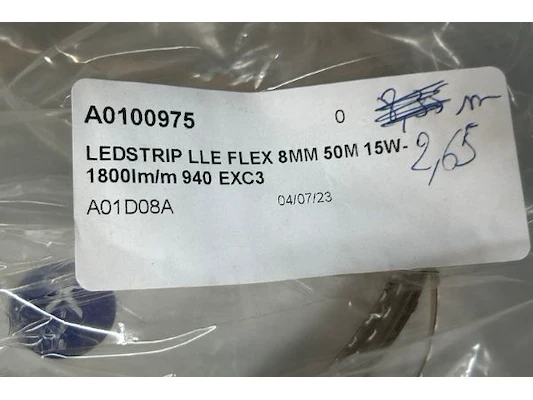 A0100975 0 m
LEDSTRIP LLE FLEX 8MM 50M 15W- 2,65
1800lm/m 940 EXC3
A01D08A 04/07/23